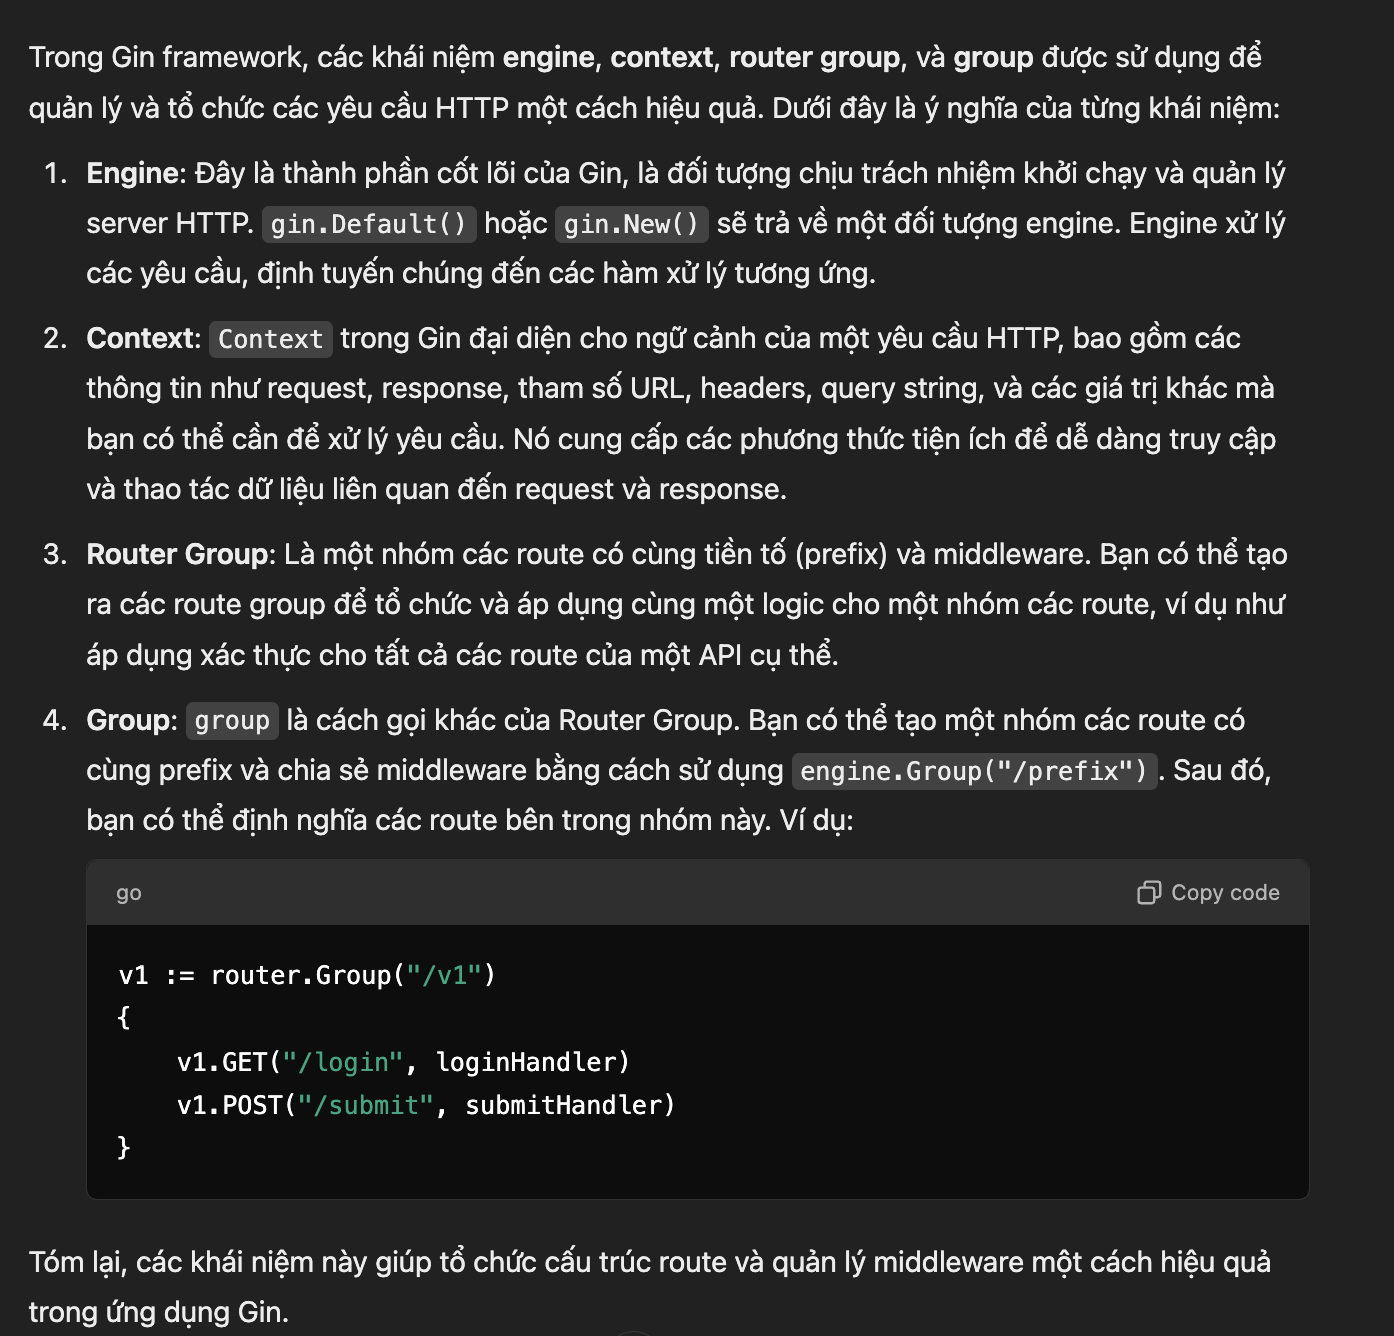 Trong Gin framework, các khái niệm engine, context, router group, và group được sử dụng để
quản lý và tổ chức các yêu cầu HTTP một cách hiệu quả. Dưới đây là ý nghĩa của từng khái niệm:
1. Engine: Đây là thành phần cốt lõi của Gin, là đối tượng chịu trách nhiệm khởi chạy và quản lý
server HTTP. gin.Default() hoặc gin.New() sẽ trả về một đối tượng engine. Engine xử lý
các yêu cầu, định tuyến chúng đến các hàm xử lý tương ứng.
2. Context: Context trong Gin đại diện cho ngữ cảnh của một yêu cầu HTTP, bao gồm các
thông tin như request, response, tham số URL, headers, query string, và các giá trị khác mà
bạn có thể cần để xử lý yêu cầu. Nó cung cấp các phương thức tiện ích để dễ dàng truy cập
và thao tác dữ liệu liên quan đến request và response.
3. Router Group: Là một nhóm các route có cùng tiền tố (prefix) và middleware. Bạn có thể tạo
ra các route group để tổ chức và áp dụng cùng một logic cho một nhóm các route, ví dụ như
áp dụng xác thực cho tất cả các route của một API cụ thể.
4. Group: group là cách gọi khác của Router Group. Bạn có thể tạo một nhóm các route có
cùng prefix và chia sẻ middleware bằng cách sử dụng engine.Group("/prefix"). Sau đó,
bạn có thể định nghĩa các route bên trong nhóm này. Ví dụ:
go Copy code
v1 := router.Group("/v1")
{
    v1.GET("/login", loginHandler)
    v1.POST("/submit", submitHandler)
}
Tóm lại, các khái niệm này giúp tổ chức cấu trúc route và quản lý middleware một cách hiệu quả
trong ứng dụng Gin.